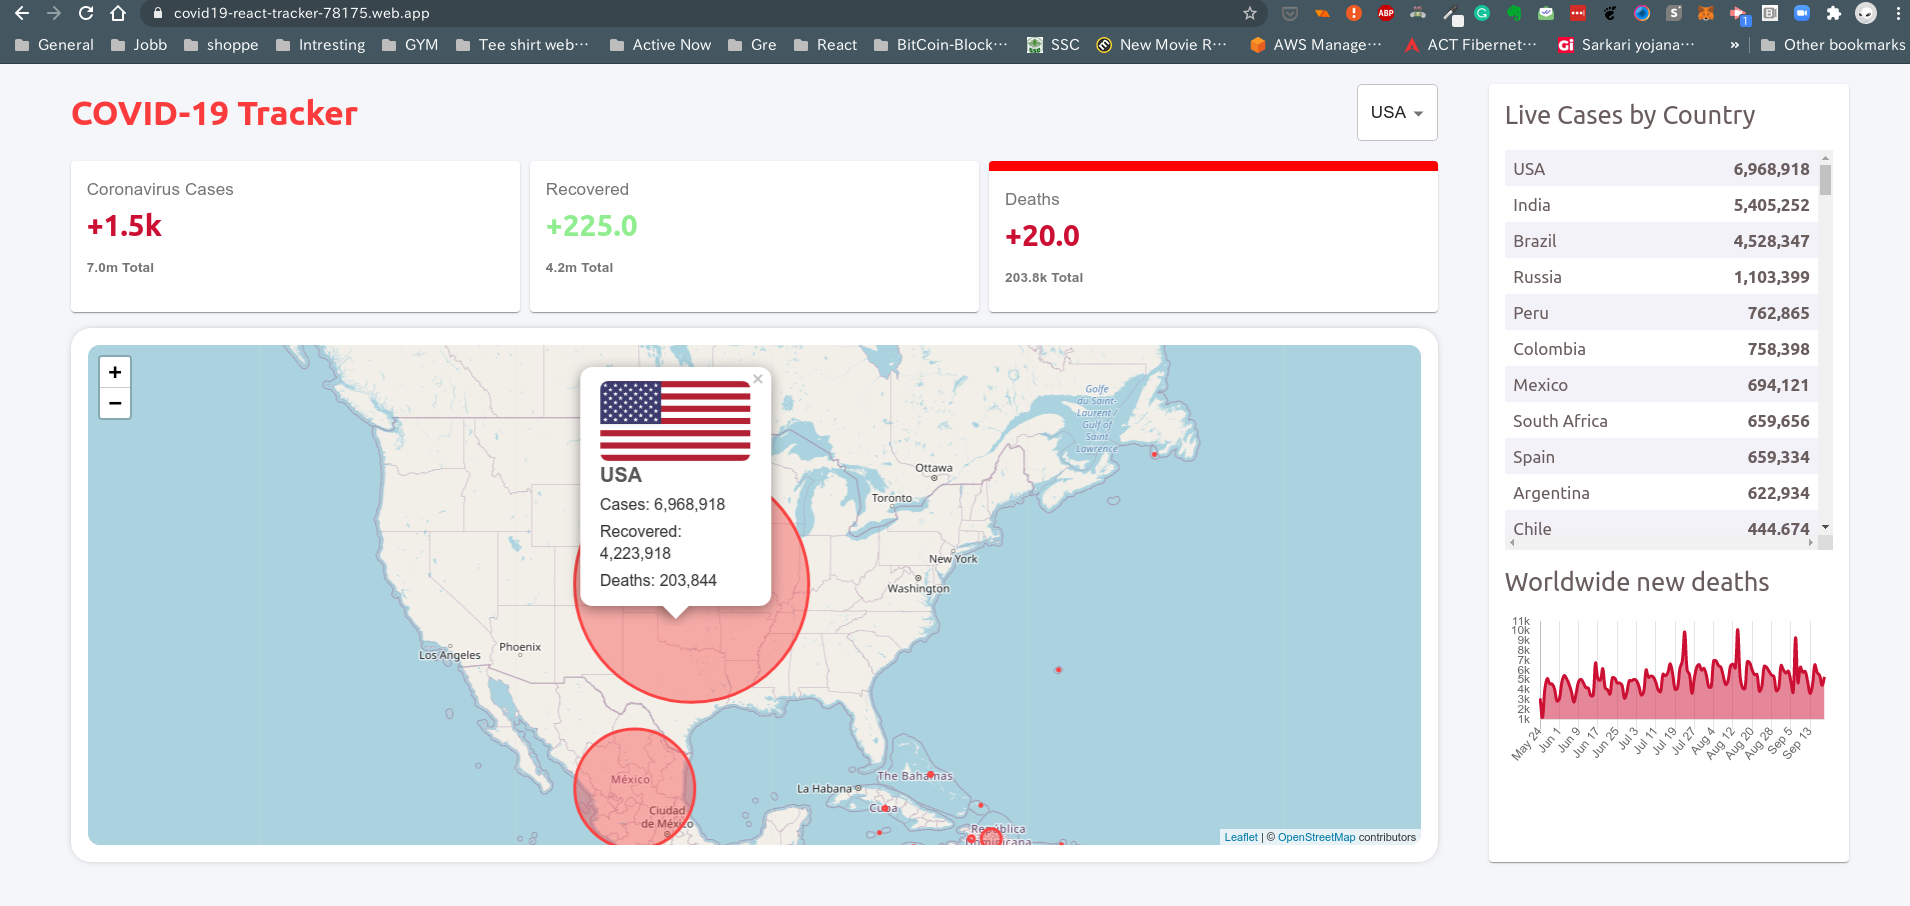 covid19-react-tracker-78175.web.app
General Jobb shoppe Intresting GYM Tee shirt web··· Active Now Gre React BitCoin-Block··· SSC New Movie R··· AWS Manage··· ACT Fibernet··· Sarkari yojana··· » Other bookmarks
COVID-19 Tracker
USA
Coronavirus Cases
+1.5k
7.0m Total
Recovered
+225.0
4.2m Total
Deaths
+20.0
203.8k Total
+
−
×
USA
Cases: 6,968,918
Recovered:
4,223,918
Deaths: 203,844
Golfe
du Saint-
Laurent /
Gulf of
Saint
Lawrence
Ottawa
Toronto
New York
Washington
Los Angeles
Phoenix
México
Ciudad
de México
La Habana
The Bahamas
Cuba
República
Dominicana
Leaflet | © OpenStreetMap contributors
Live Cases by Country
USA 6,968,918
India 5,405,252
Brazil 4,528,347
Russia 1,103,399
Peru 762,865
Colombia 758,398
Mexico 694,121
South Africa 659,656
Spain 659,334
Argentina 622,934
Chile 444,674
Worldwide new deaths
11k
10k
9k
8k
7k
6k
5k
4k
3k
2k
1k
May 24
Jun 1
Jun 9
Jun 17
Jun 25
Jul 3
Jul 11
Jul 19
Jul 27
Aug 4
Aug 12
Aug 20
Aug 28
Sep 5
Sep 13